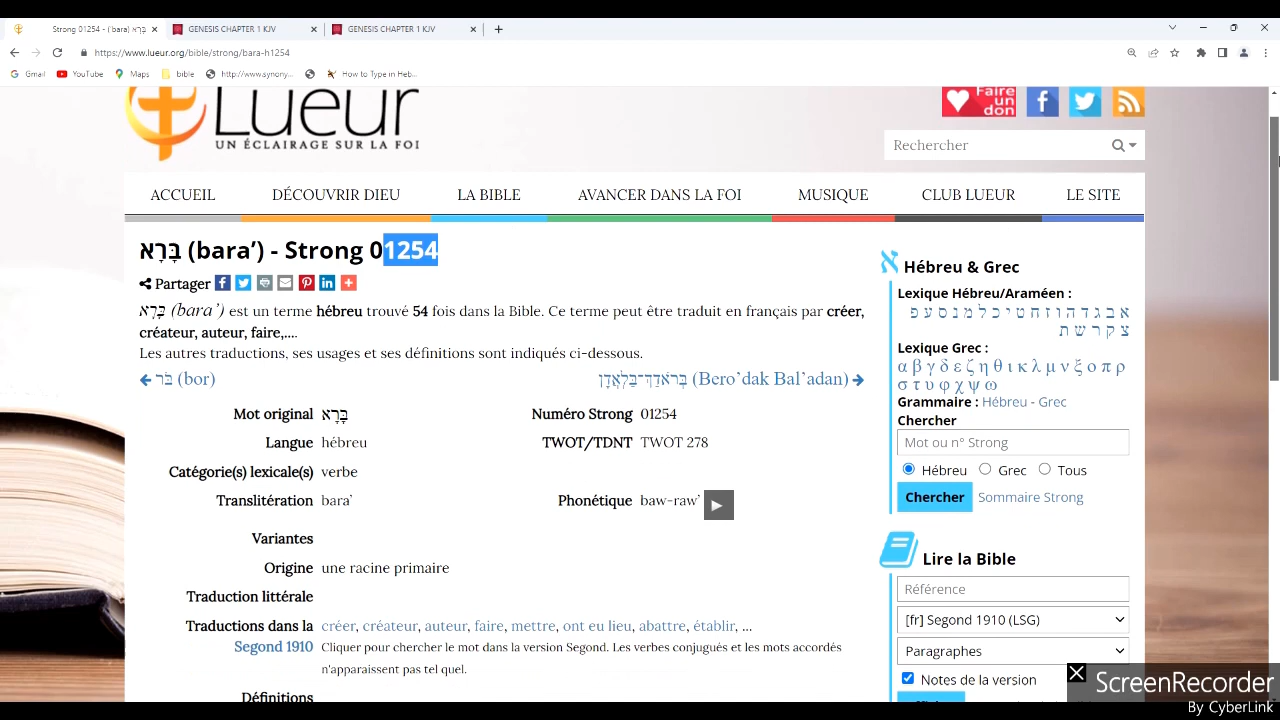 Strong 01254 - (bara') בָּרָא
GENESIS CHAPTER 1 KJV
GENESIS CHAPTER 1 KJV
https://www.lueur.org/bible/strong/bara-h1254
Gmail
YouTube
Maps
bible
http://www.synony...
How to Type in Heb...
Lueur
UN ÉCLAIRAGE SUR LA FOI
Faire
un
don
Rechercher
ACCUEIL DÉCOUVRIR DIEU LA BIBLE AVANCER DANS LA FOI MUSIQUE CLUB LUEUR LE SITE
בָּרָא (bara’) - Strong 01254
Partager
בָּרָא (bara’) est un terme hébreu trouvé 54 fois dans la Bible. Ce terme peut être traduit en français par créer,
créateur, auteur, faire,....
Les autres traductions, ses usages et ses définitions sont indiqués ci-dessous.
בֹּר (bor)
בְּרֹאדַךְ־בַּלְאֲדָן (Bero’dak Bal’adan)
Mot original בָּרָא
Numéro Strong 01254
Langue hébreu
TWOT/TDNT TWOT 278
Catégorie(s) lexicale(s) verbe
Translitération bara’
Phonétique baw-raw’
Variantes
Origine une racine primaire
Traduction littérale
Traductions dans la Segond 1910 créer, créateur, auteur, faire, mettre, ont eu lieu, abattre, établir, ...
Cliquer pour chercher le mot dans la version Segond. Les verbes conjugués et les mots accordés
n'apparaissent pas tel quel.
Définitions
Hébreu & Grec
Lexique Hébreu/Araméen :
א ב ג ד ה ו ז ח ט י כ ל מ נ ס ע פ
צ ק ר ש ת
Lexique Grec :
α β γ δ ε ζ η θ ι κ λ μ ν ξ ο π ρ
σ τ υ φ χ ψ ω
Grammaire : Hébreu - Grec
Chercher
Mot ou n° Strong
Hébreu Grec Tous
Chercher Sommaire Strong
Lire la Bible
Référence
[fr] Segond 1910 (LSG)
Paragraphes
Notes de la version
ScreenRecorder
By CyberLink